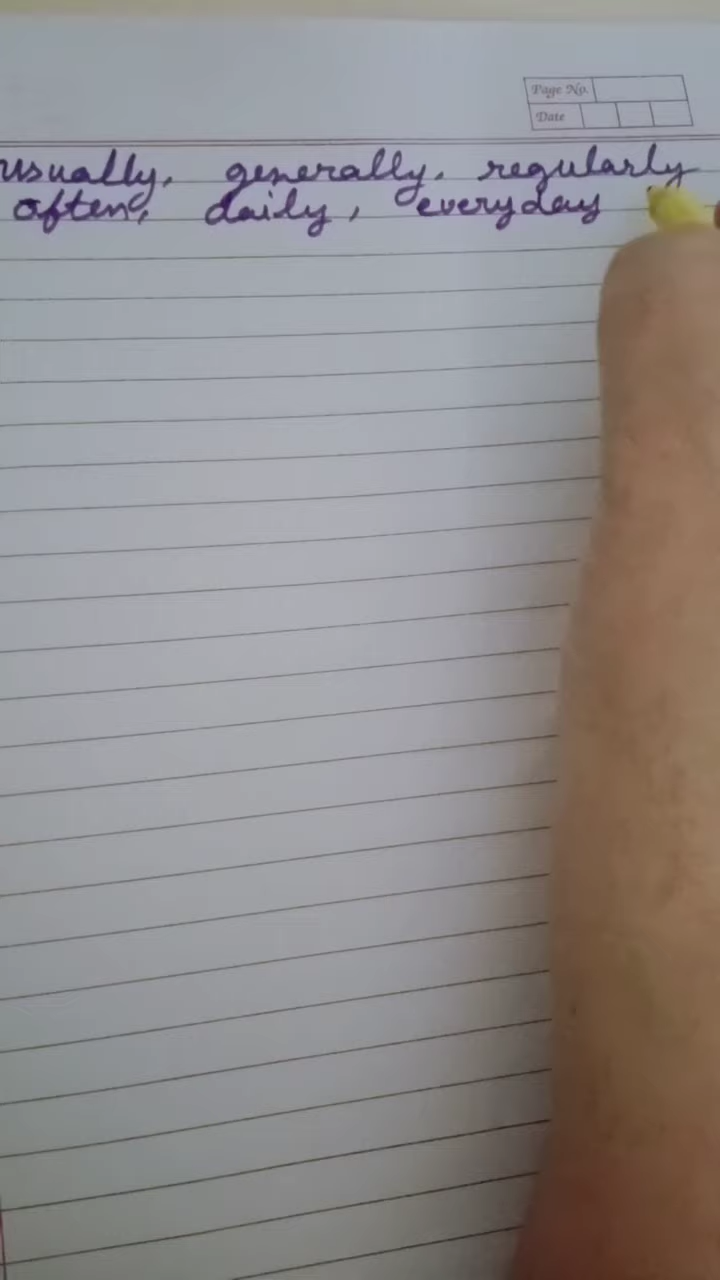 Page No.
Date
usually, generally, regularly
often, daily, everyday